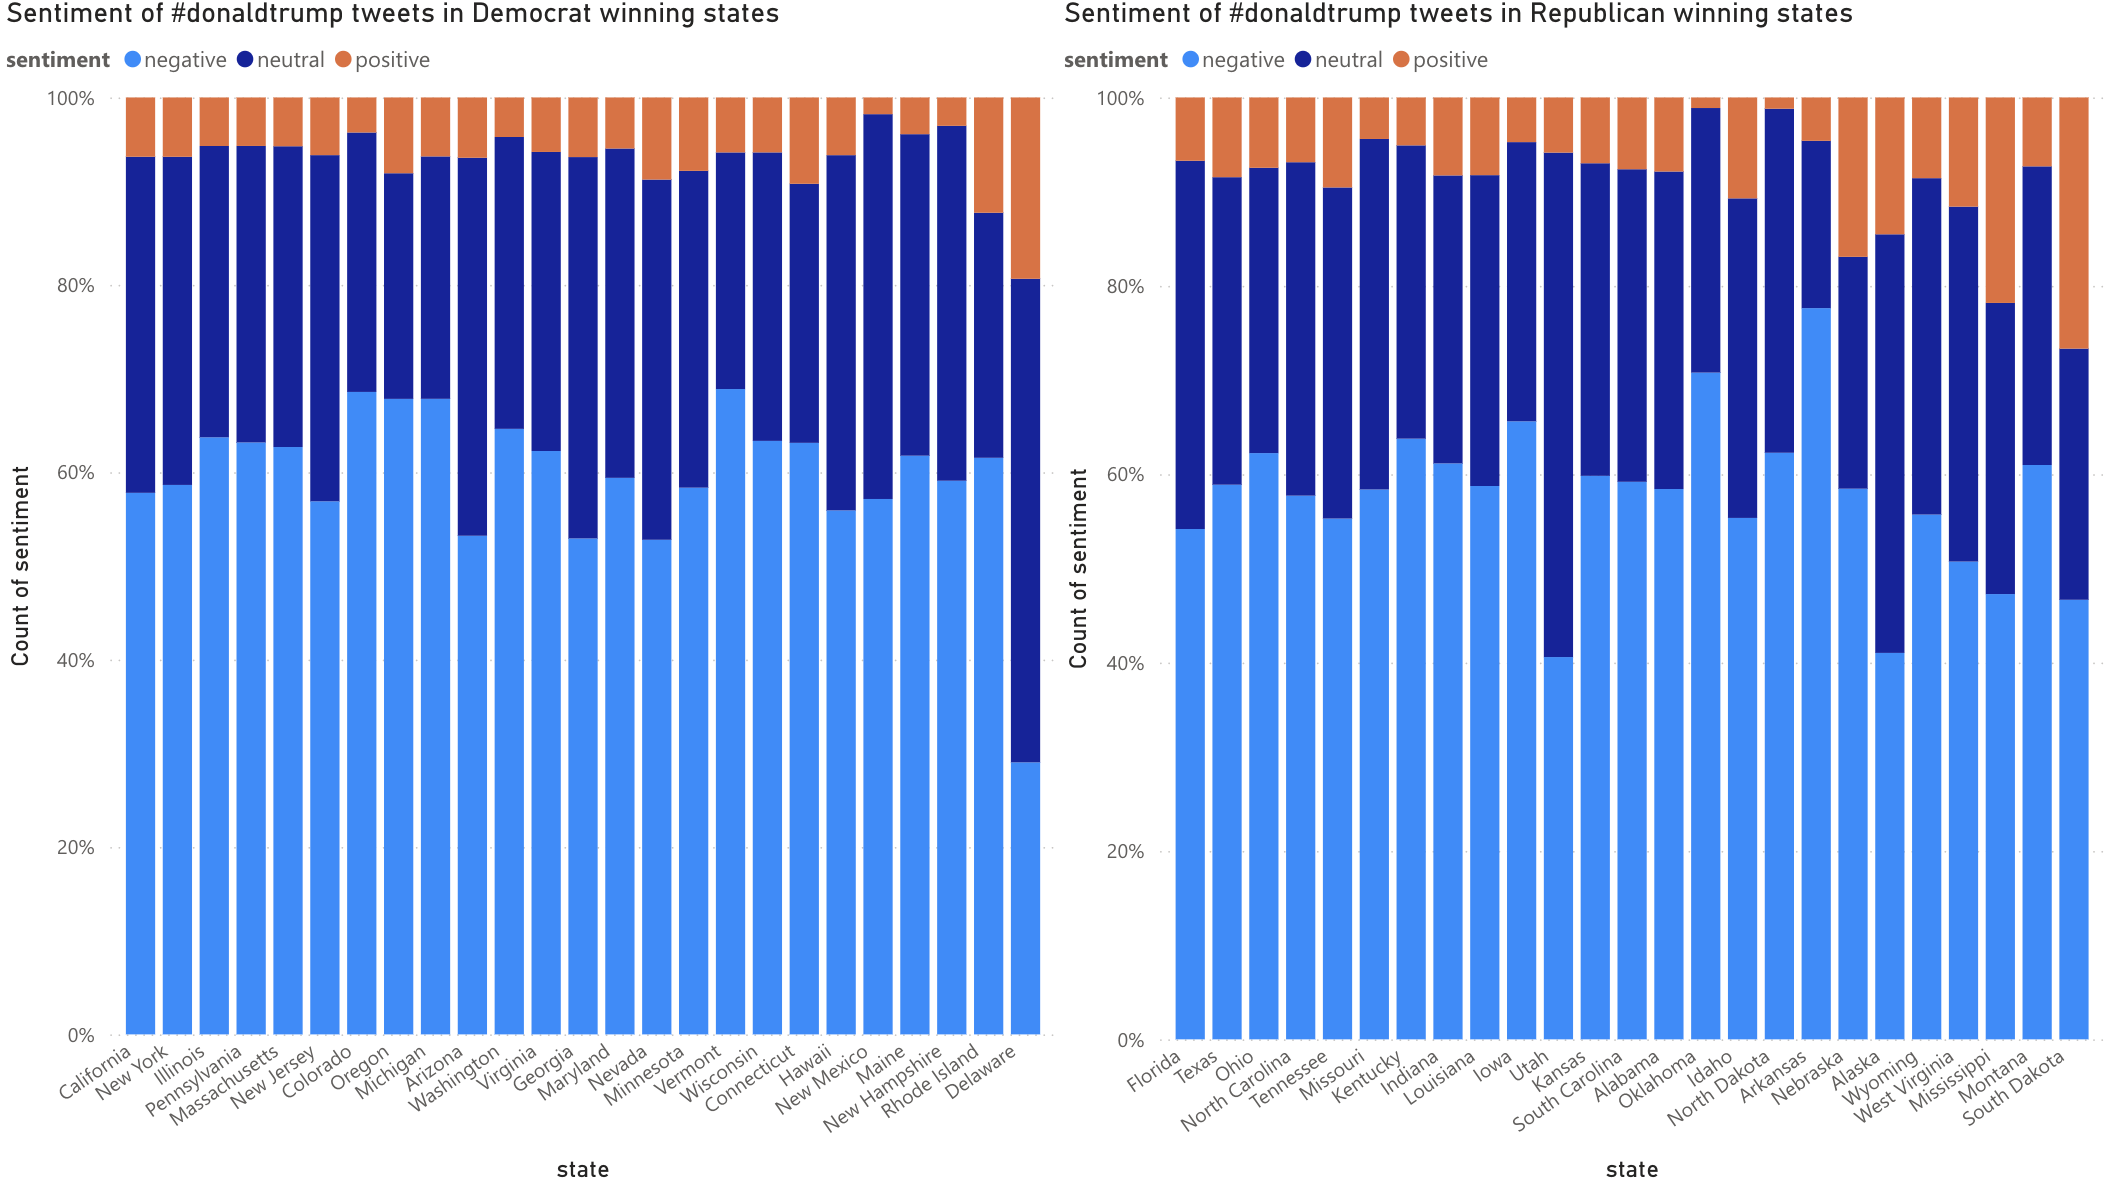 Sentiment of #donaldtrump tweets in Democrat winning states
sentiment negative neutral positive
Count of sentiment
100%
80%
60%
40%
20%
0%
California
New York
Illinois
Pennsylvania
Massachusetts
New Jersey
Colorado
Oregon
Michigan
Arizona
Washington
Virginia
Georgia
Maryland
Nevada
Minnesota
Vermont
Wisconsin
Connecticut
Hawaii
New Mexico
Maine
New Hampshire
Rhode Island
Delaware
state
Sentiment of #donaldtrump tweets in Republican winning states
sentiment negative neutral positive
Count of sentiment
100%
80%
60%
40%
20%
0%
Florida
Texas
Ohio
North Carolina
Tennessee
Missouri
Kentucky
Indiana
Louisiana
Iowa
Utah
Kansas
South Carolina
Alabama
Oklahoma
Idaho
North Dakota
Arkansas
Nebraska
Alaska
Wyoming
West Virginia
Mississippi
Montana
South Dakota
state